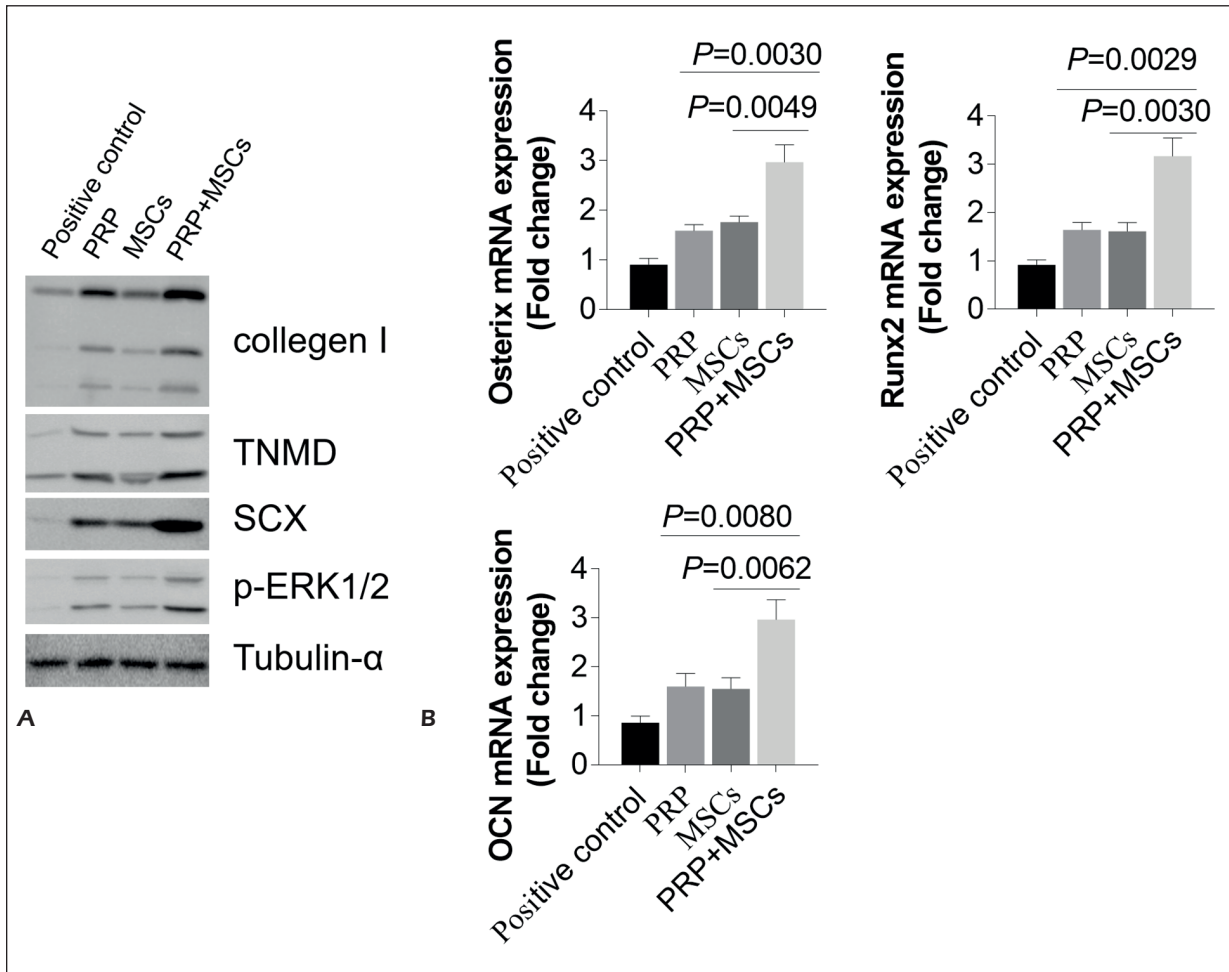 Positive control
PRP
MSCs
PRP+MSCs
collegen I
TNMD
SCX
p-ERK1/2
Tubulin-α
A
B
Osterix mRNA expression
(Fold change)
P=0.0030
P=0.0049
4
3
2
1
0
Positive control
PRP
MSCs
PRP+MSCs
Runx2 mRNA expression
(Fold change)
P=0.0029
P=0.0030
4
3
2
1
0
Positive control
PRP
MSCs
PRP+MSCs
OCN mRNA expression
(Fold change)
P=0.0080
P=0.0062
4
3
2
1
0
Positive control
PRP
MSCs
PRP+MSCs